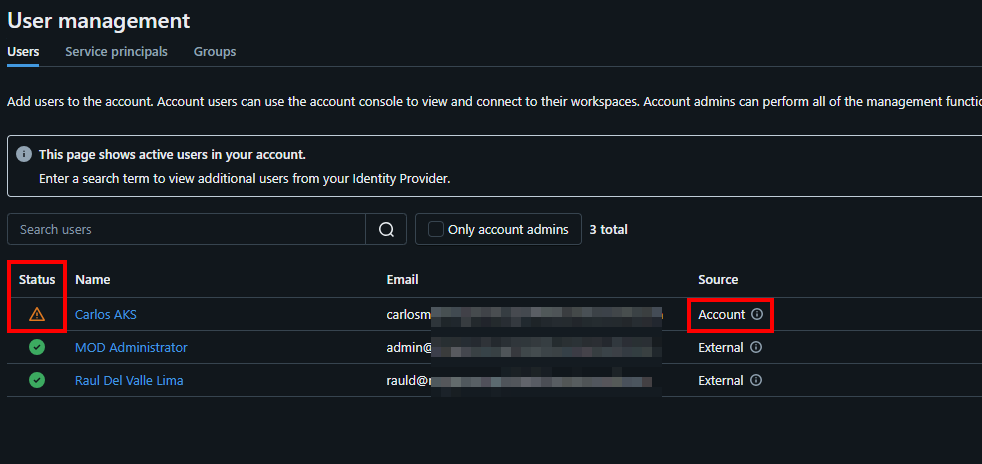 User management
Users Service principals Groups
Add users to the account. Account users can use the account console to view and connect to their workspaces. Account admins can perform all of the management functio
This page shows active users in your account.
Enter a search term to view additional users from your Identity Provider.
Search users Only account admins 3 total
Status Name Email Source
Carlos AKS carlosm Account
MOD Administrator admin@ External
Raul Del Valle Lima rauld@ External